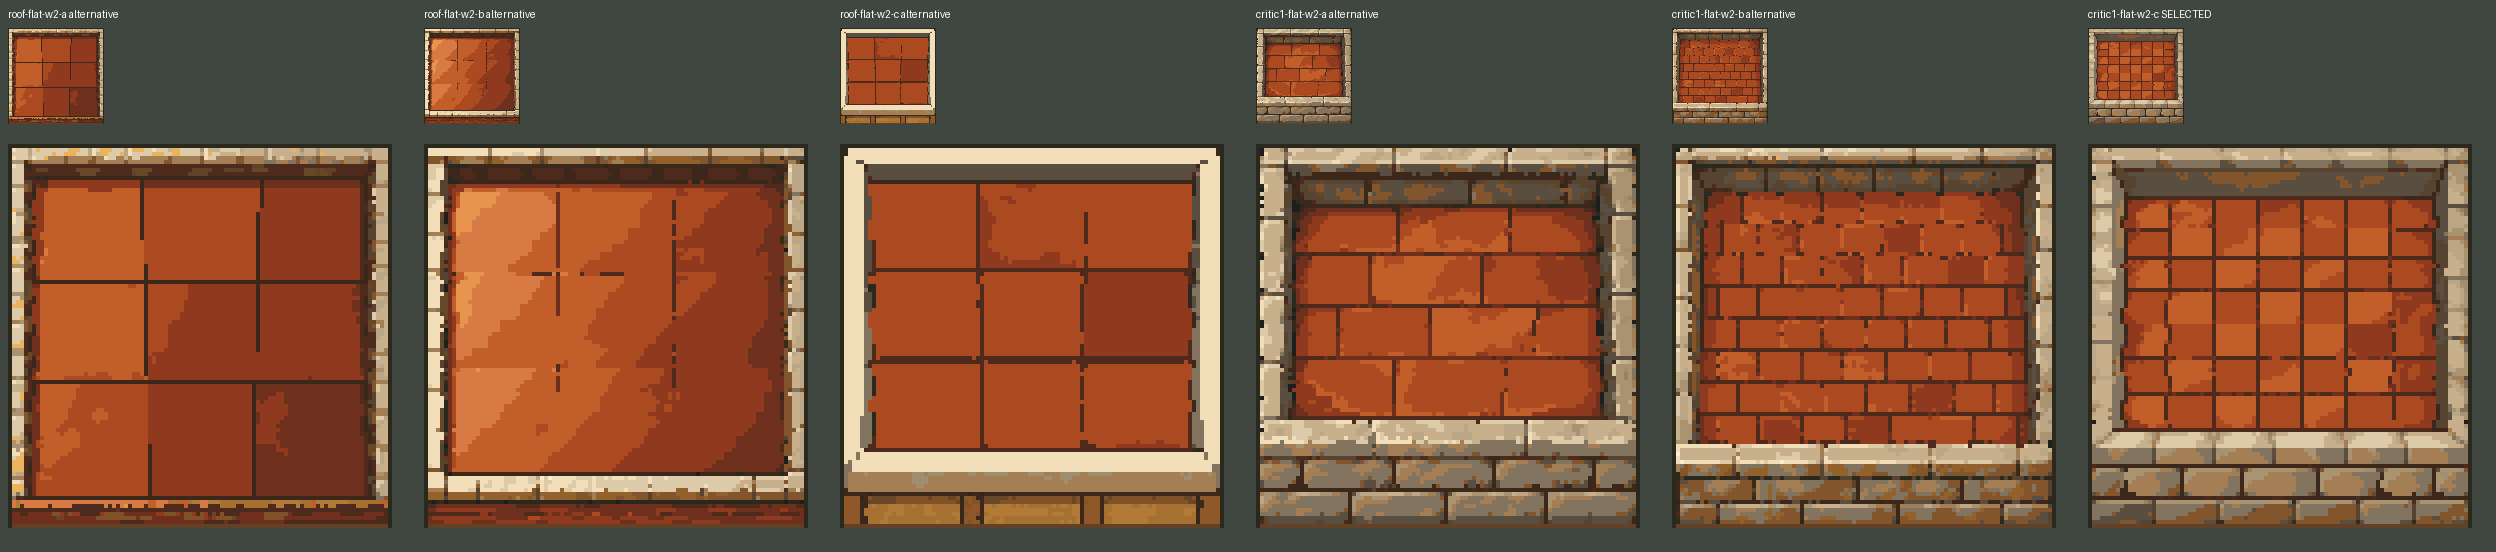 roof-flat-w2-a alternative
roof-flat-w2-b alternative
roof-flat-w2-c alternative
critic1-flat-w2-a alternative
critic1-flat-w2-b alternative
critic1-flat-w2-c SELECTED